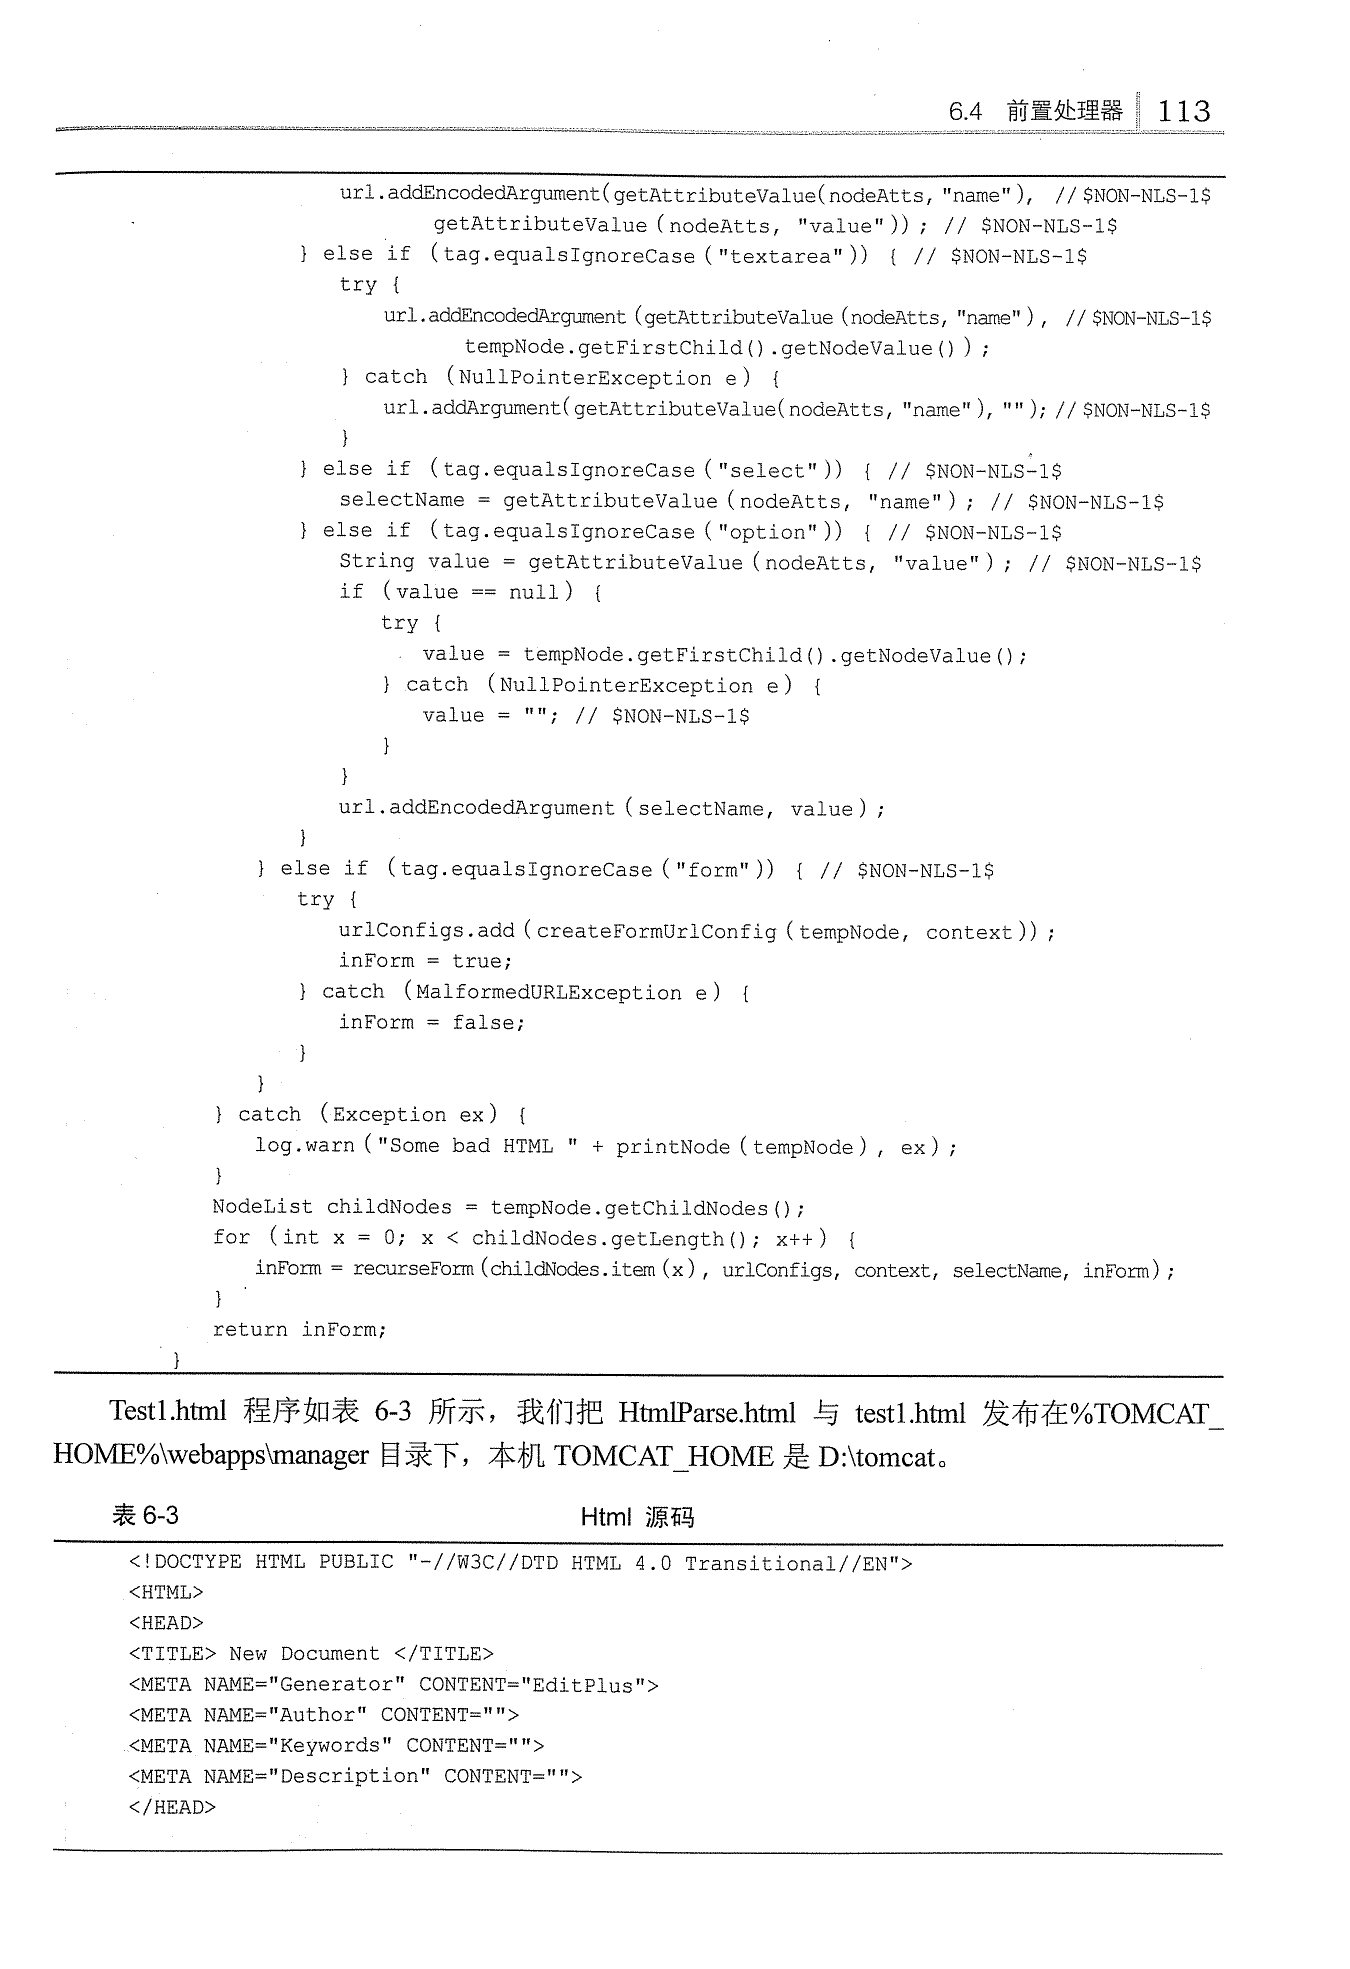 6.4 前置处理器 113
url.addEncodedArgument(getAttributeValue(nodeAtts, "name"), // $NON-NLS-1$
getAttributeValue (nodeAtts, "value")); // $NON-NLS-1$
} else if (tag.equalsIgnoreCase ("textarea")) { // $NON-NLS-1$
try {
url.addEncodedArgument (getAttributeValue (nodeAtts, "name"), // $NON-NLS-1$
tempNode.getFirstChild().getNodeValue());
} catch (NullPointerException e) {
url.addArgument(getAttributeValue(nodeAtts, "name"), ""); // $NON-NLS-1$
}
} else if (tag.equalsIgnoreCase ("select")) { // $NON-NLS-1$
selectName = getAttributeValue (nodeAtts, "name"); // $NON-NLS-1$
} else if (tag.equalsIgnoreCase ("option")) { // $NON-NLS-1$
String value = getAttributeValue (nodeAtts, "value"); // $NON-NLS-1$
if (value == null) {
try {
value = tempNode.getFirstChild().getNodeValue();
} catch (NullPointerException e) {
value = ""; // $NON-NLS-1$
}
}
url.addEncodedArgument (selectName, value);
}
} else if (tag.equalsIgnoreCase ("form")) { // $NON-NLS-1$
try {
urlConfigs.add (createFormUrlConfig (tempNode, context));
inForm = true;
} catch (MalformedURLException e) {
inForm = false;
}
}
} catch (Exception ex) {
log.warn ("Some bad HTML " + printNode (tempNode), ex);
}
NodeList childNodes = tempNode.getChildNodes();
for (int x = 0; x < childNodes.getLength(); x++) {
inForm = recurseForm (childNodes.item (x), urlConfigs, context, selectName, inForm);
}
return inForm;
}
Test1.html 程序如表 6-3 所示，我们把 HtmlParse.html 与 test1.html 发布在%TOMCAT_
HOME%\webapps\manager 目录下，本机 TOMCAT_HOME 是 D:\tomcat。
表 6-3 Html 源码
<!DOCTYPE HTML PUBLIC "-//W3C//DTD HTML 4.0 Transitional//EN">
<HTML>
<HEAD>
<TITLE> New Document </TITLE>
<META NAME="Generator" CONTENT="EditPlus">
<META NAME="Author" CONTENT="">
<META NAME="Keywords" CONTENT="">
<META NAME="Description" CONTENT="">
</HEAD>